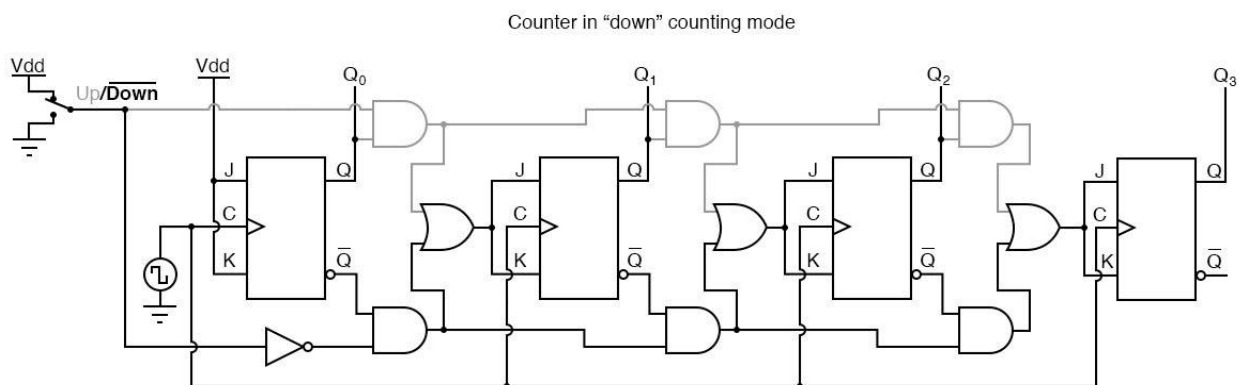 Counter in “down” counting mode
Vdd Vdd Q0 Q1 Q2 Q3
Up/Down
J Q J Q J Q J Q
C C C C
K Q K Q K Q K Q